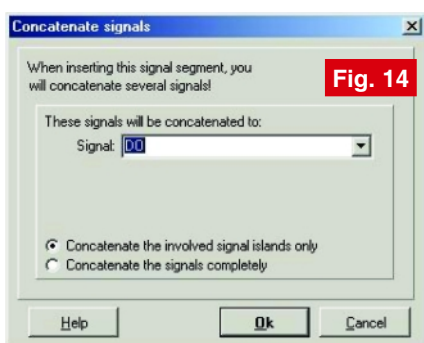 Concatenate signals
When inserting this signal segment, you
will concatenate several signals!
Fig. 14
These signals will be concatenated to:
Signal: D0
Concatenate the involved signal islands only
Concatenate the signals completely
Help
Ok
Cancel